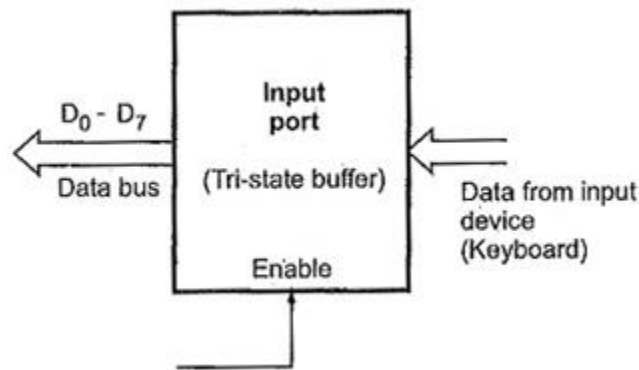 D₀ - D₇
Data bus
Input
port
(Tri-state buffer)
Enable
Data from input
device
(Keyboard)